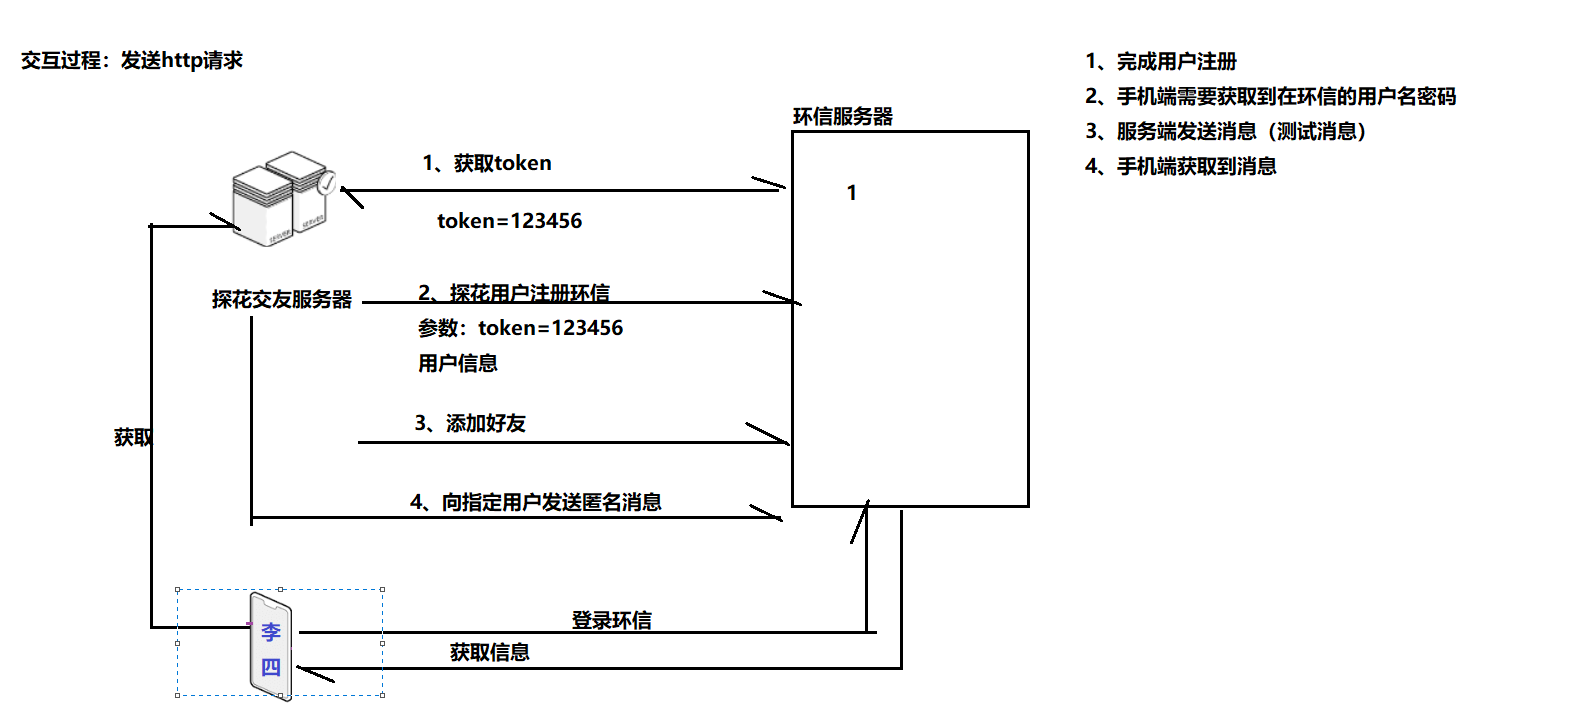 交互过程：发送http请求
1、完成用户注册
2、手机端需要获取到在环信的用户名密码
3、服务端发送消息（测试消息）
4、手机端获取到消息
环信服务器
1、获取token
1
token=123456
SERVER
SERVER
探花交友服务器
2、探花用户注册环信
参数：token=123456
用户信息
3、添加好友
获取
4、向指定用户发送匿名消息
登录环信
李
四
获取信息